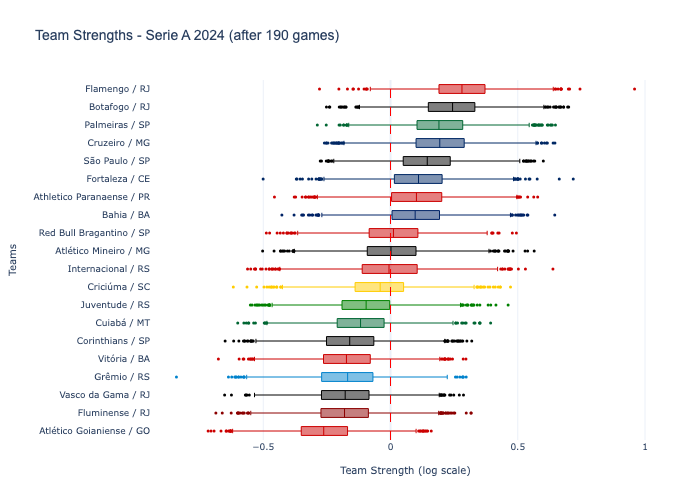 Team Strengths - Serie A 2024 (after 190 games)
Flamengo / RJ
Botafogo / RJ
Palmeiras / SP
Cruzeiro / MG
São Paulo / SP
Fortaleza / CE
Athletico Paranaense / PR
Bahia / BA
Red Bull Bragantino / SP
Atlético Mineiro / MG
Internacional / RS
Criciúma / SC
Juventude / RS
Cuiabá / MT
Corinthians / SP
Vitória / BA
Grêmio / RS
Vasco da Gama / RJ
Fluminense / RJ
Atlético Goianiense / GO
Teams
−0.5 0 0.5 1
Team Strength (log scale)